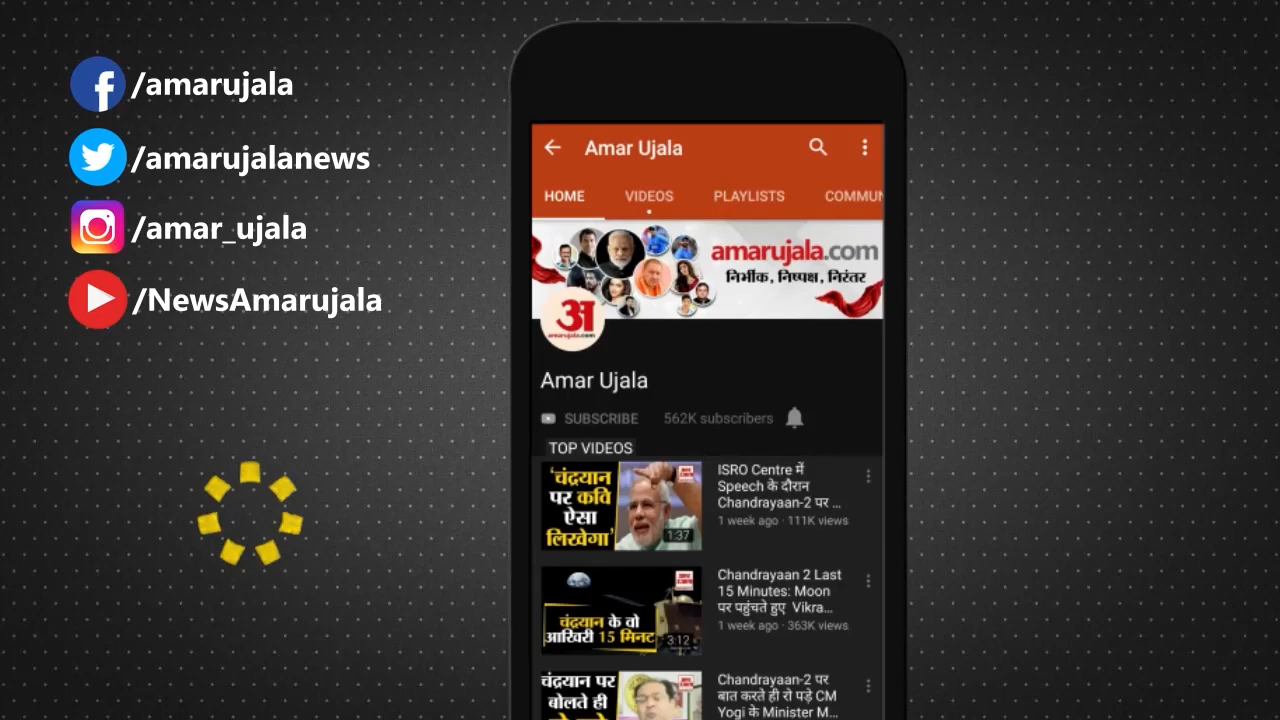 /amarujala
/amarujalanews
/amar_ujala
/NewsAmarujala
Amar Ujala
HOME VIDEOS PLAYLISTS COMMUN
amarujala.com
निर्भीक, निष्पक्ष, निरंतर
अ
amarujala.com
Amar Ujala
SUBSCRIBE 562K subscribers
TOP VIDEOS
'चंद्रयान
पर कवि
ऐसा
लिखेगा'
1:37
ISRO Centre में
Speech के दौरान
Chandrayaan-2 पर ...
1 week ago · 111K views
चंद्रयान के वो
आखिरी 15 मिनट
3:12
Chandrayaan 2 Last
15 Minutes: Moon
पर पहुंचते हुए Vikra...
1 week ago · 363K views
चंद्रयान पर
बोलते ही
Chandrayaan-2 पर
बात करते ही रो पड़े CM
Yogi के Minister M...